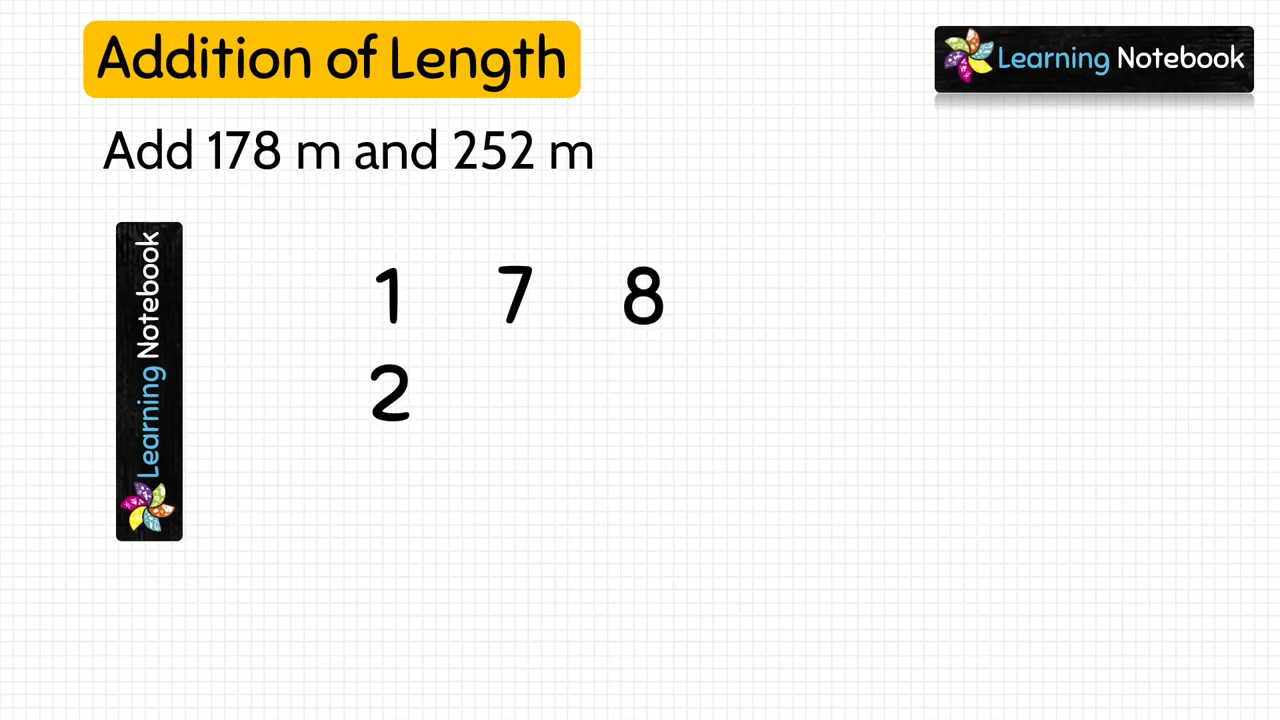 Addition of Length
Learning Notebook
Add 178 m and 252 m
Learning Notebook
1 7 8
2